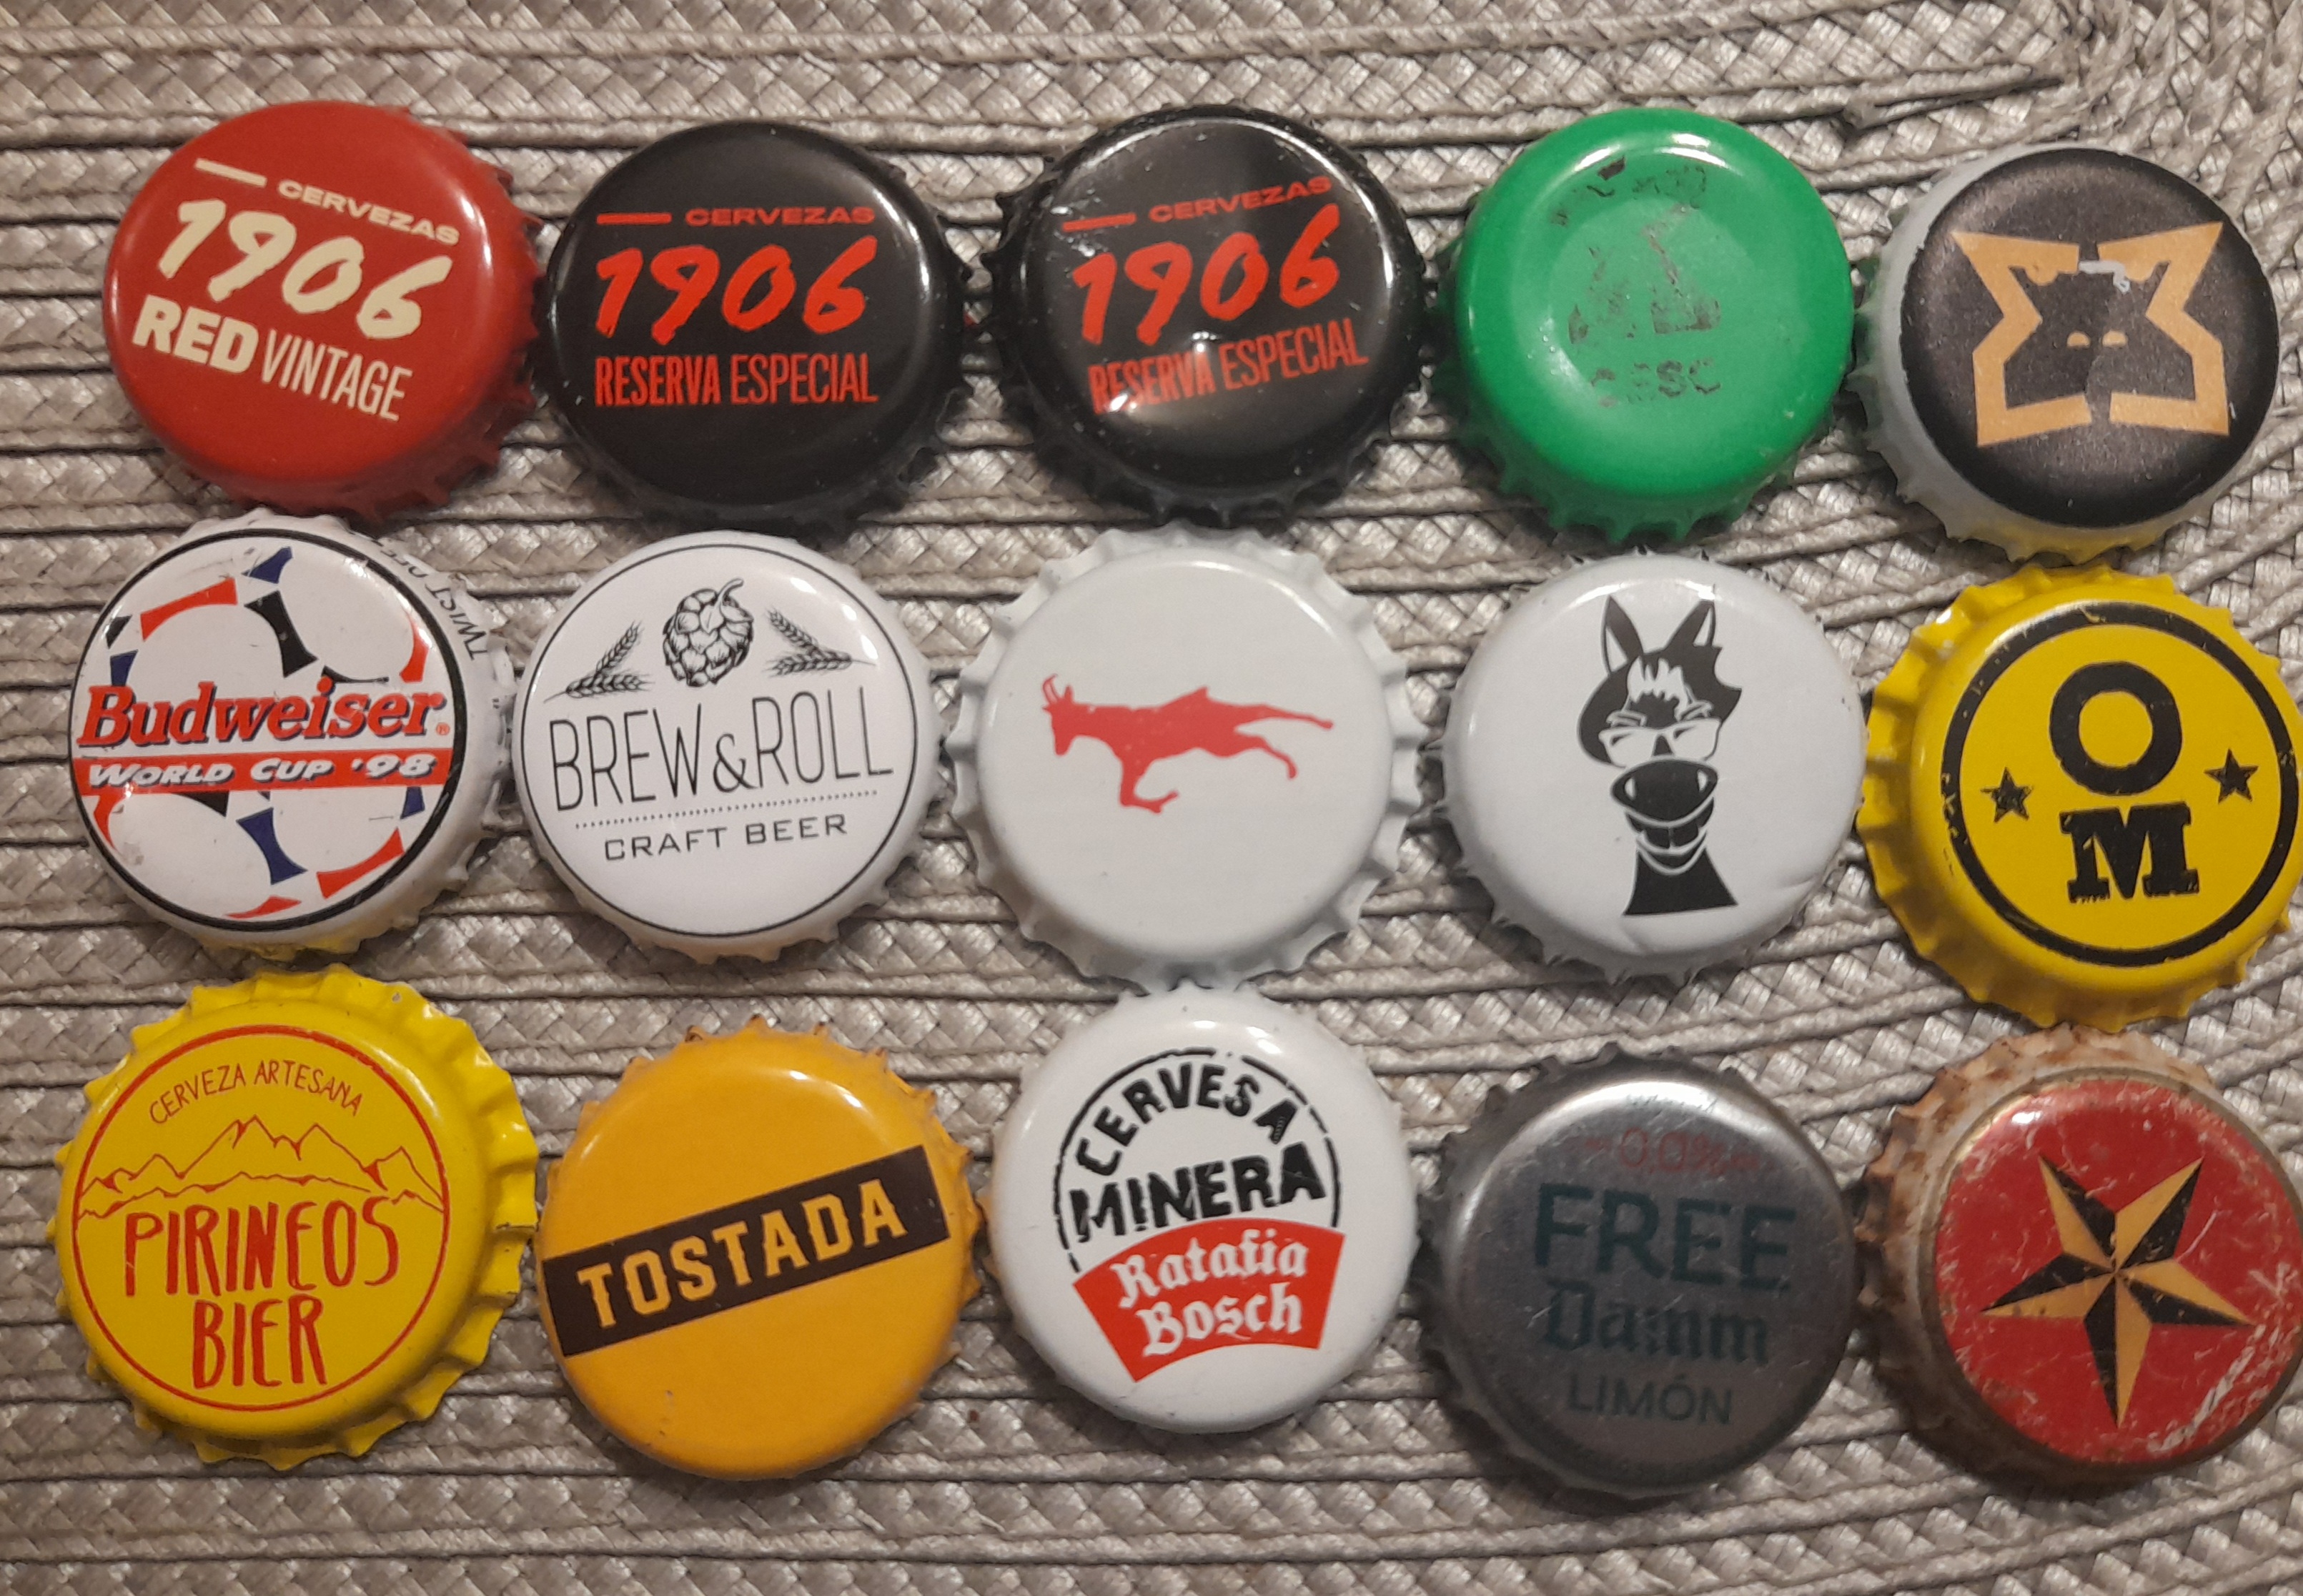 CERVEZAS
1906
RED VINTAGE
CERVEZAS
1906
RESERVA ESPECIAL
CERVEZAS
1906
RESERVA ESPECIAL
Budweiser®
WORLD CUP '98
BREW&ROLL
CRAFT BEER
O
M
CERVEZA ARTESANA
PIRINEOS
BIER
TOSTADA
CERVESA
MINERA
Ratafia
Bosch
0,0%
FREE
Damm
LIMÓN